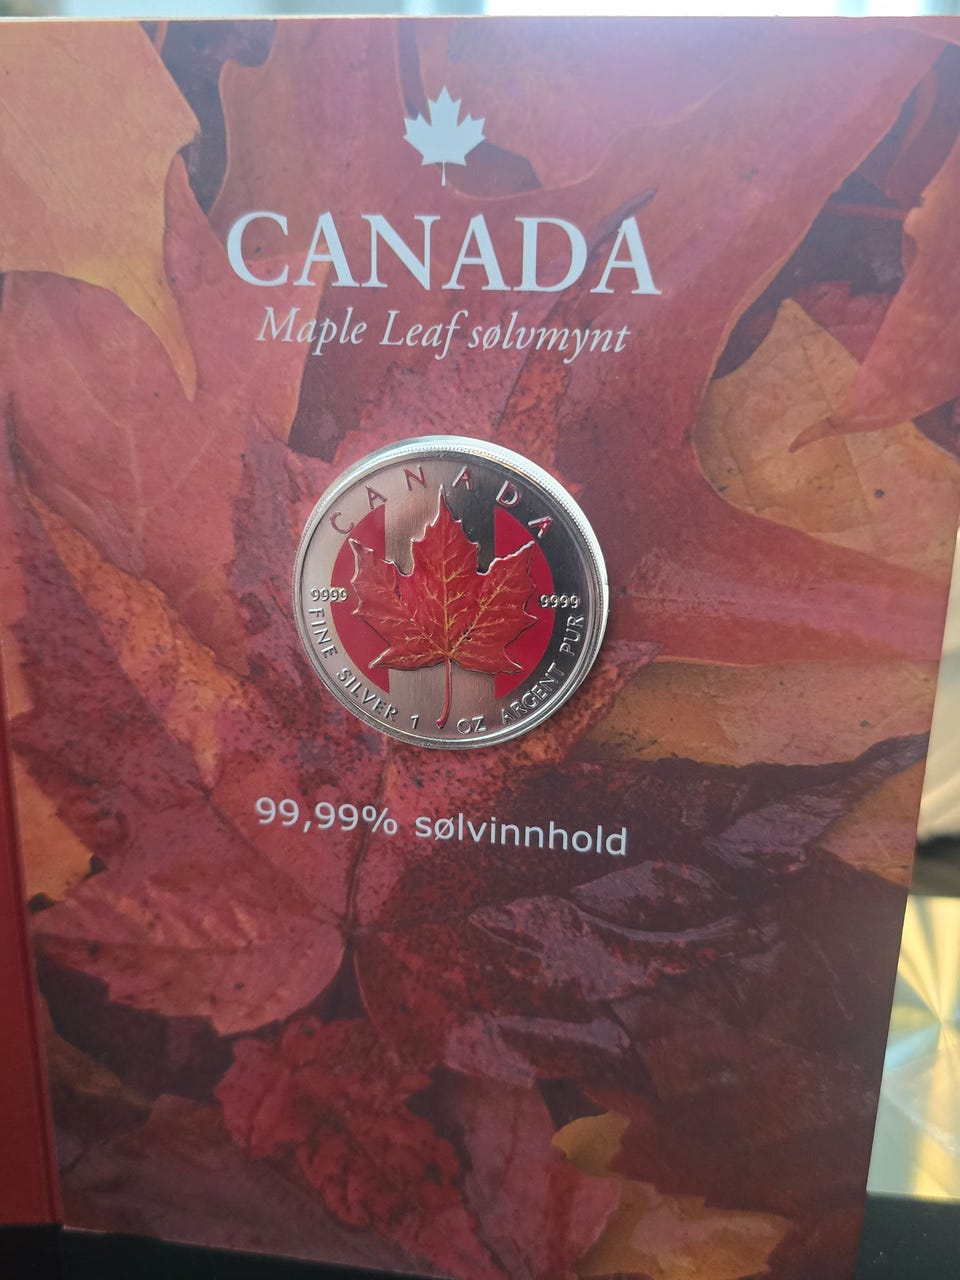 CANADA
Maple Leaf sølvmynt
CANADA
9999
9999
FINE SILVER 1 OZ ARGENT PUR
99,99% sølvinnhold